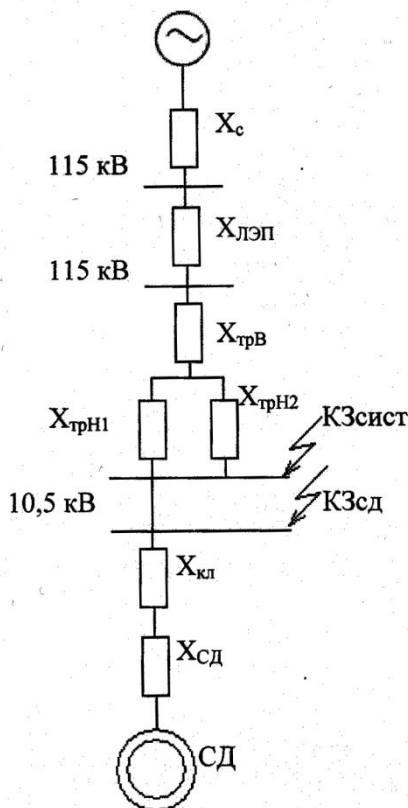 Xс
115 кВ
XЛЭП
115 кВ
XтрВ
XтрН1
XтрН2
КЗсист
10,5 кВ
КЗсд
Xкл
XСД
СД